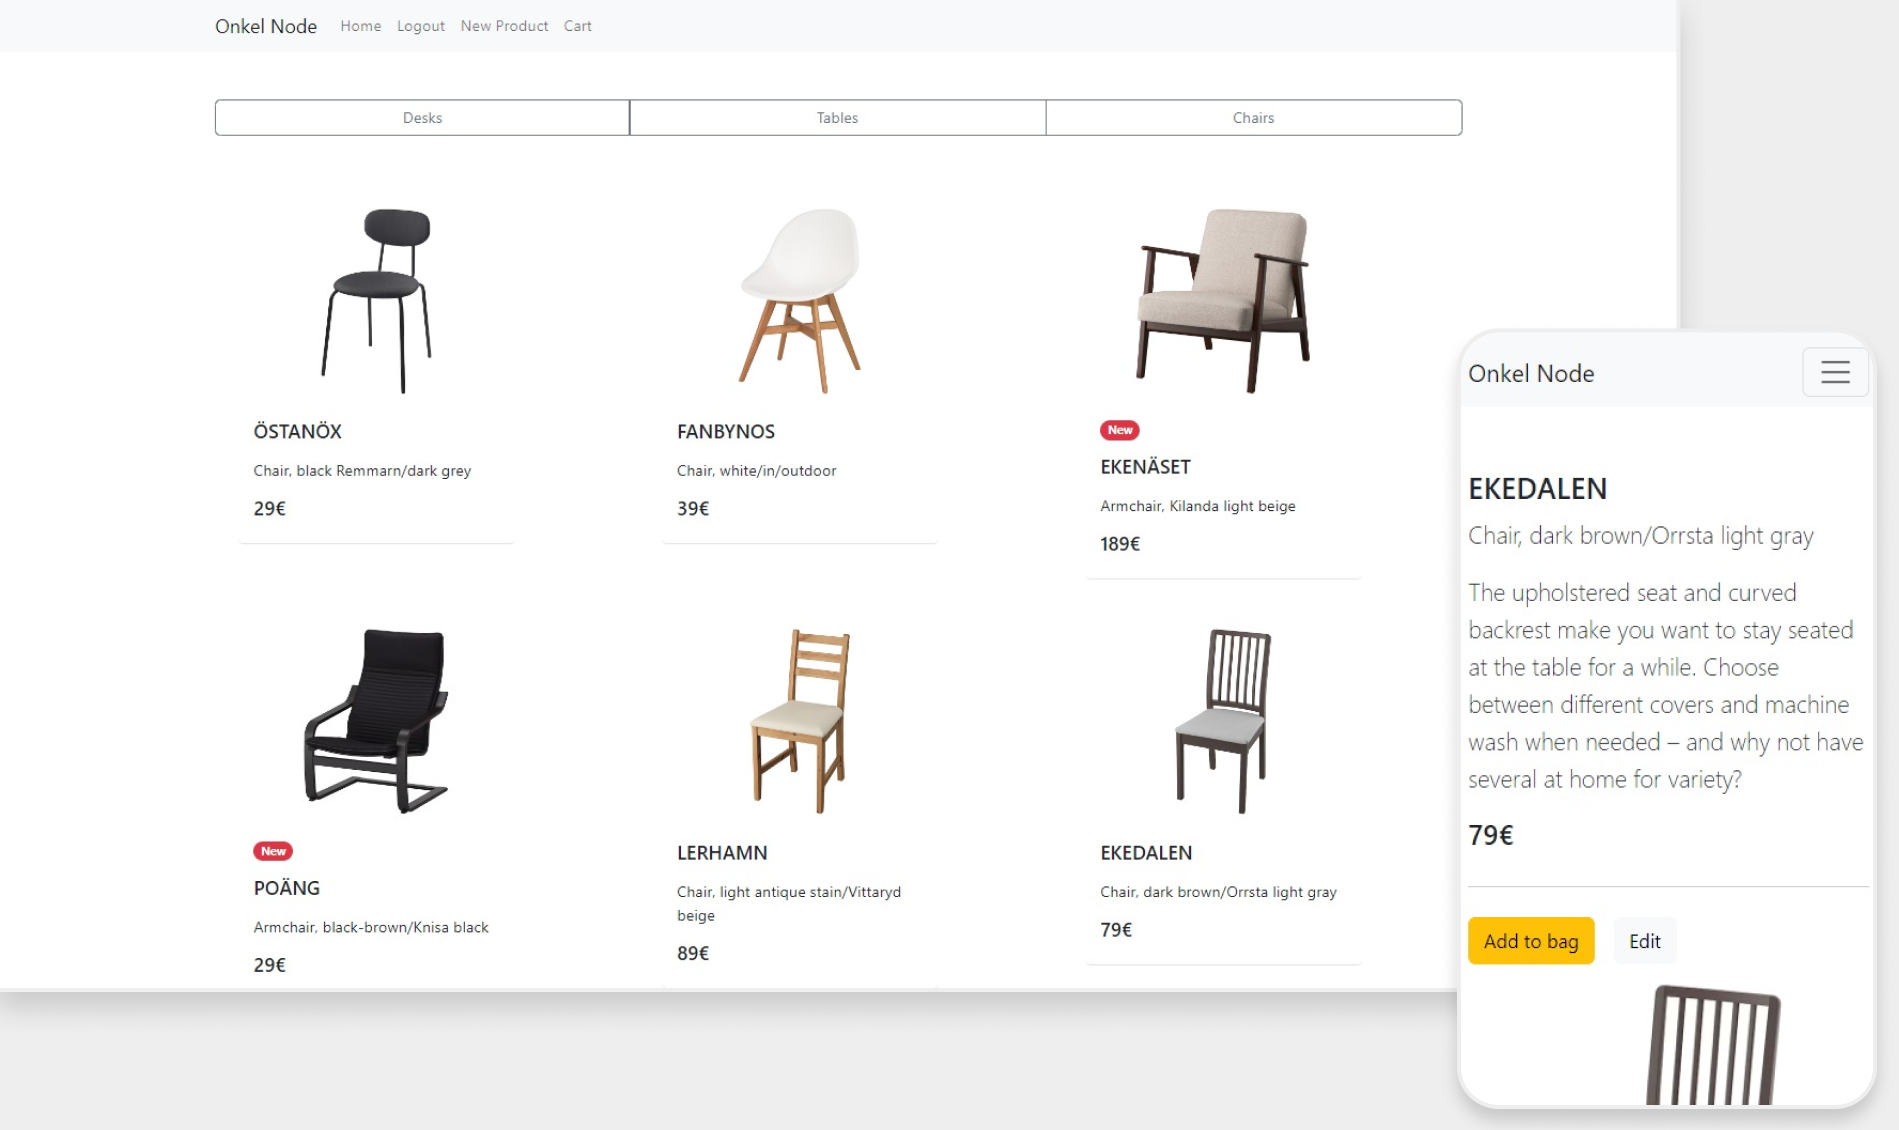 Onkel Node Home Logout New Product Cart
Desks Tables Chairs
ÖSTANÖX
Chair, black Remmarn/dark grey
29€
FANBYNOS
Chair, white/in/outdoor
39€
New
EKENÄSET
Armchair, Kilanda light beige
189€
New
POÄNG
Armchair, black-brown/Knisa black
29€
LERHAMN
Chair, light antique stain/Vittaryd
beige
89€
EKEDALEN
Chair, dark brown/Orrsta light gray
79€
Onkel Node
EKEDALEN
Chair, dark brown/Orrsta light gray
The upholstered seat and curved
backrest make you want to stay seated
at the table for a while. Choose
between different covers and machine
wash when needed – and why not have
several at home for variety?
79€
Add to bag Edit